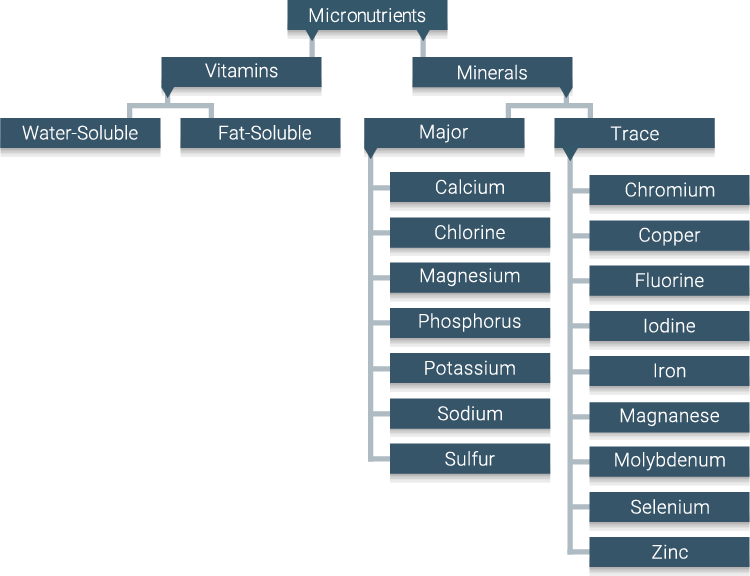 Micronutrients
Vitamins
Minerals
Water-Soluble
Fat-Soluble
Major
Trace
Calcium
Chlorine
Magnesium
Phosphorus
Potassium
Sodium
Sulfur
Chromium
Copper
Fluorine
Iodine
Iron
Magnanese
Molybdenum
Selenium
Zinc